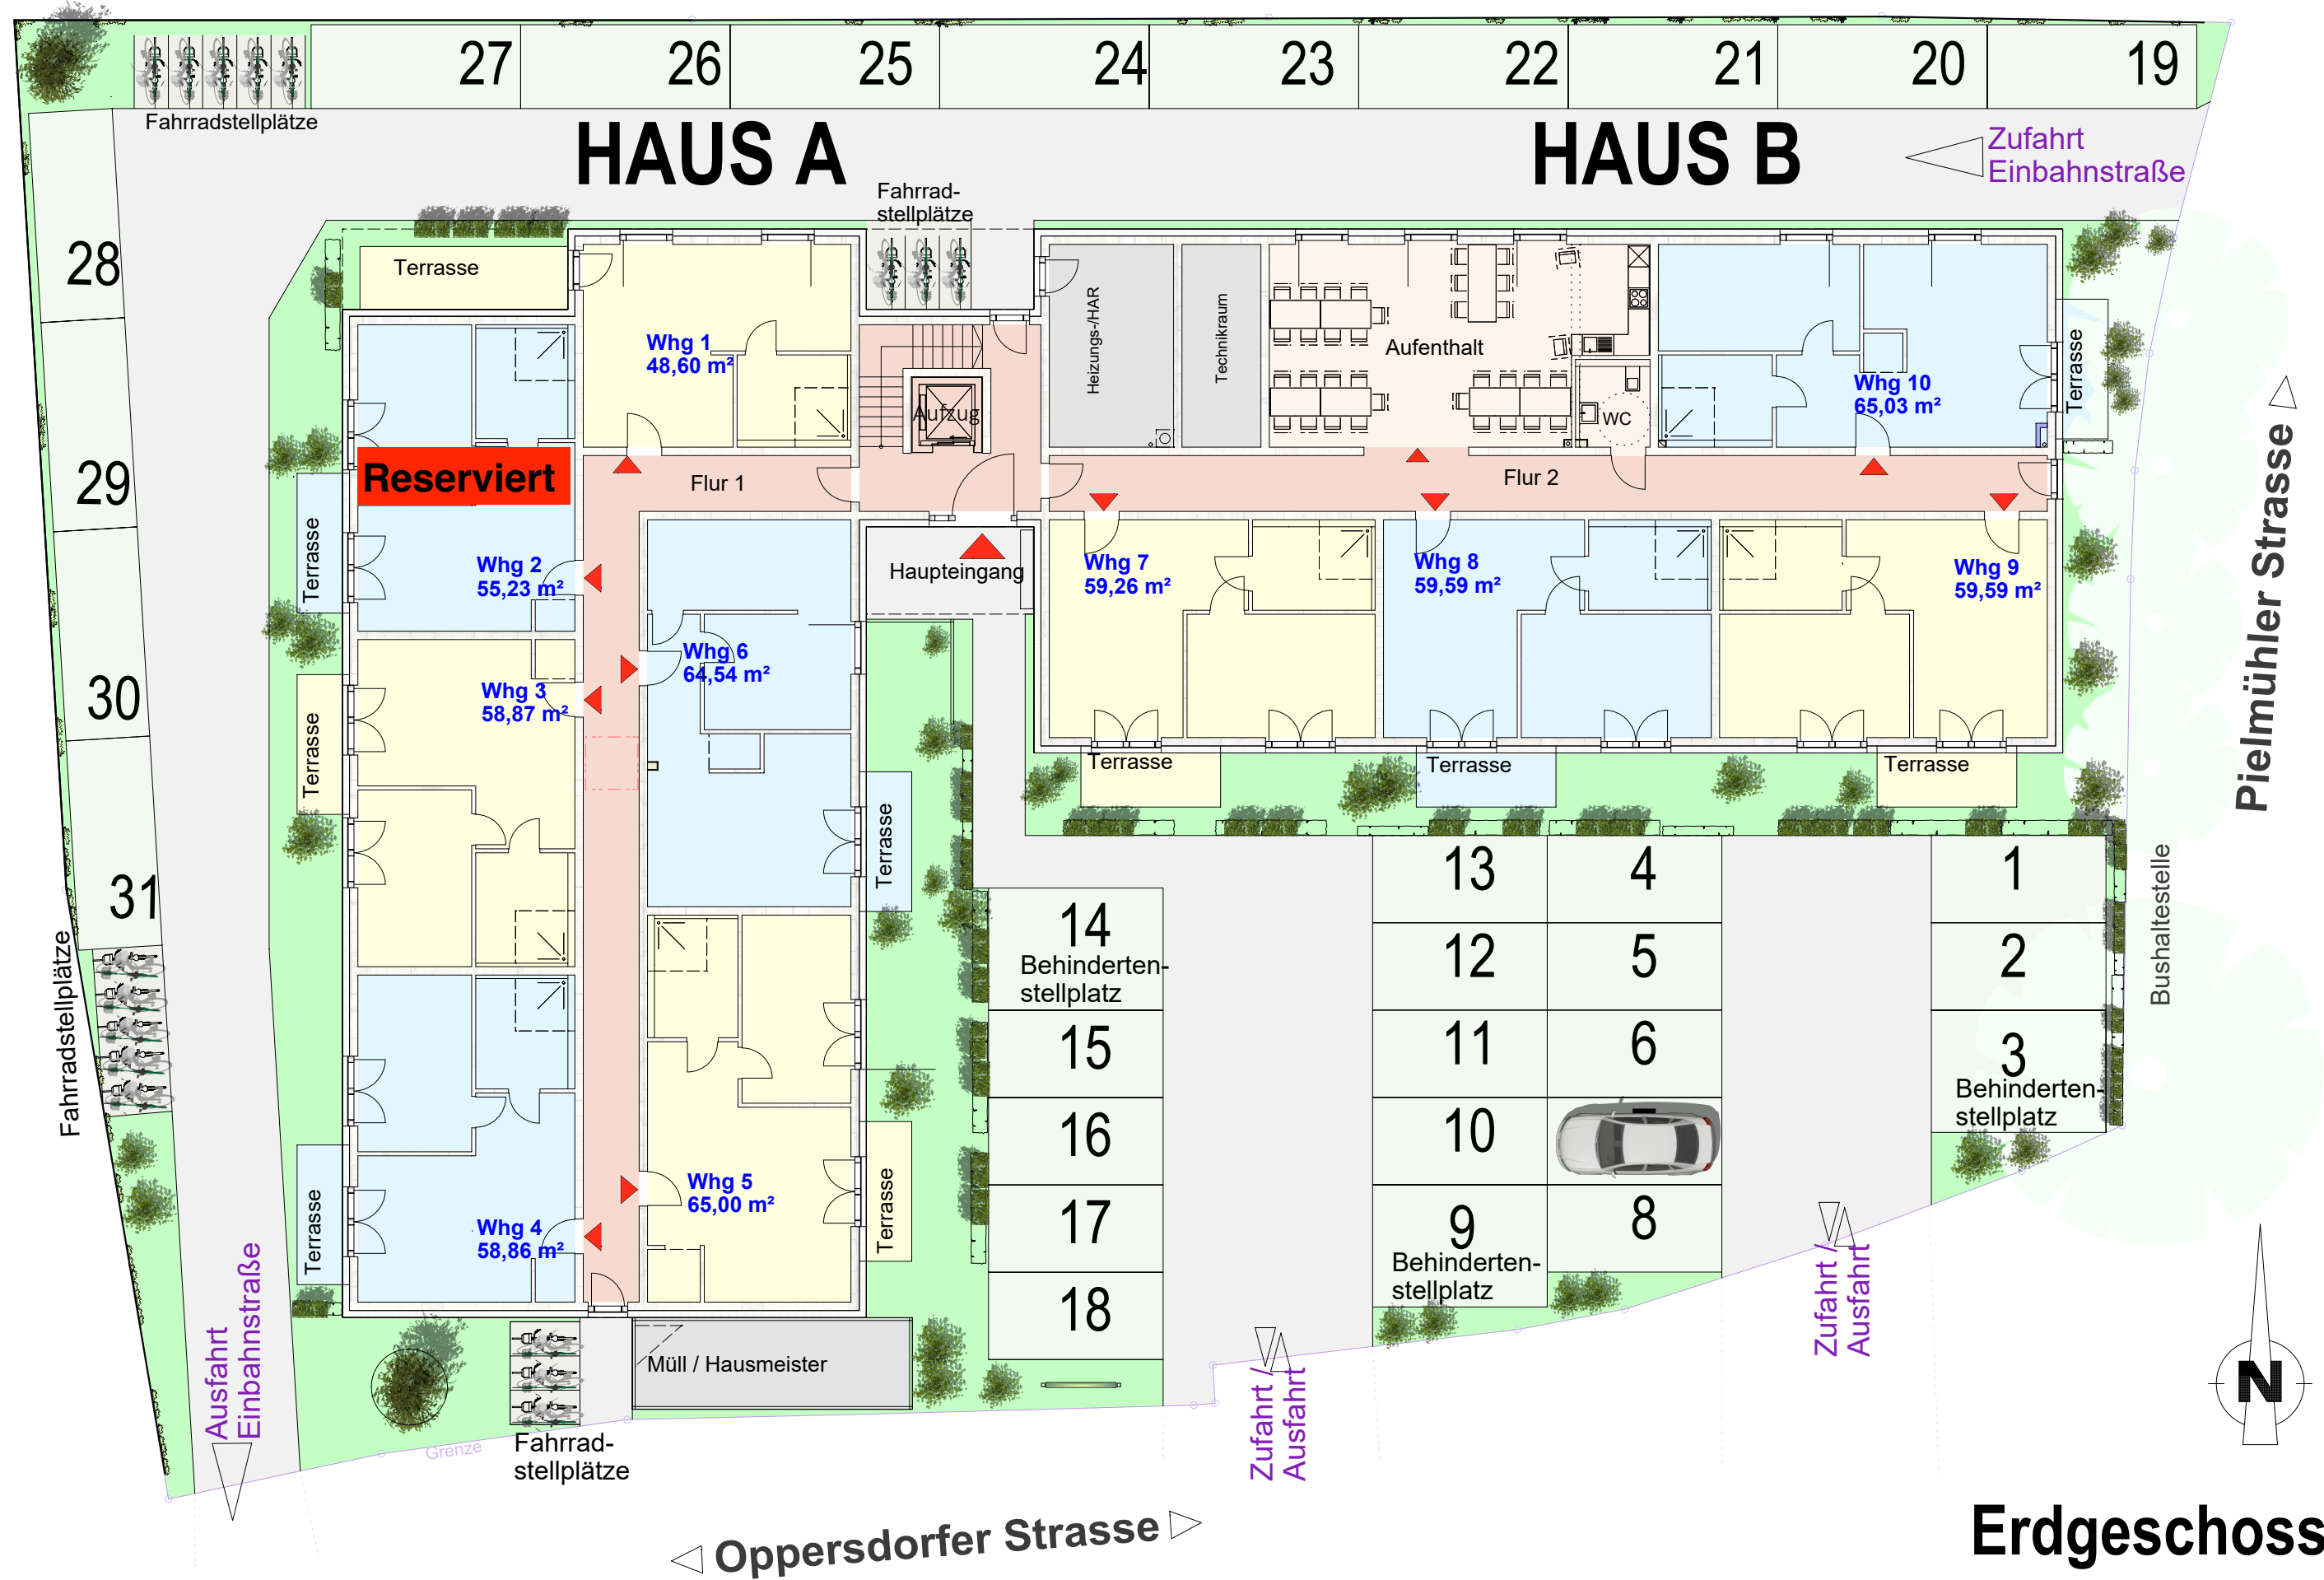 27
26
25
24
23
22
21
20
19
Fahrradstellplätze
HAUS A
HAUS B
Zufahrt
Einbahnstraße
Fahrrad-
stellplätze
28
29
30
31
Terrasse
Whg 1
48,60 m²
Aufzug
Heizungs-/HAR
Technikraum
Aufenthalt
WC
Whg 10
65,03 m²
Terrasse
Reserviert
Flur 1
Flur 2
Terrasse
Whg 2
55,23 m²
Haupteingang
Whg 7
59,26 m²
Whg 8
59,59 m²
Whg 9
59,59 m²
Whg 6
64,54 m²
Whg 3
58,87 m²
Terrasse
Terrasse
Terrasse
Terrasse
Terrasse
Pielmühler Strasse
Bushaltestelle
13
4
1
14
Behinderten-
stellplatz
12
5
2
15
11
6
3
Behinderten-
stellplatz
16
10
17
9
Behinderten-
stellplatz
8
18
Fahrradstellplätze
Whg 5
65,00 m²
Whg 4
58,86 m²
Terrasse
Terrasse
Ausfahrt
Einbahnstraße
Müll / Hausmeister
Zufahrt /
Ausfahrt
Zufahrt /
Ausfahrt
Grenze
Fahrrad-
stellplätze
N
Oppersdorfer Strasse
Erdgeschoss